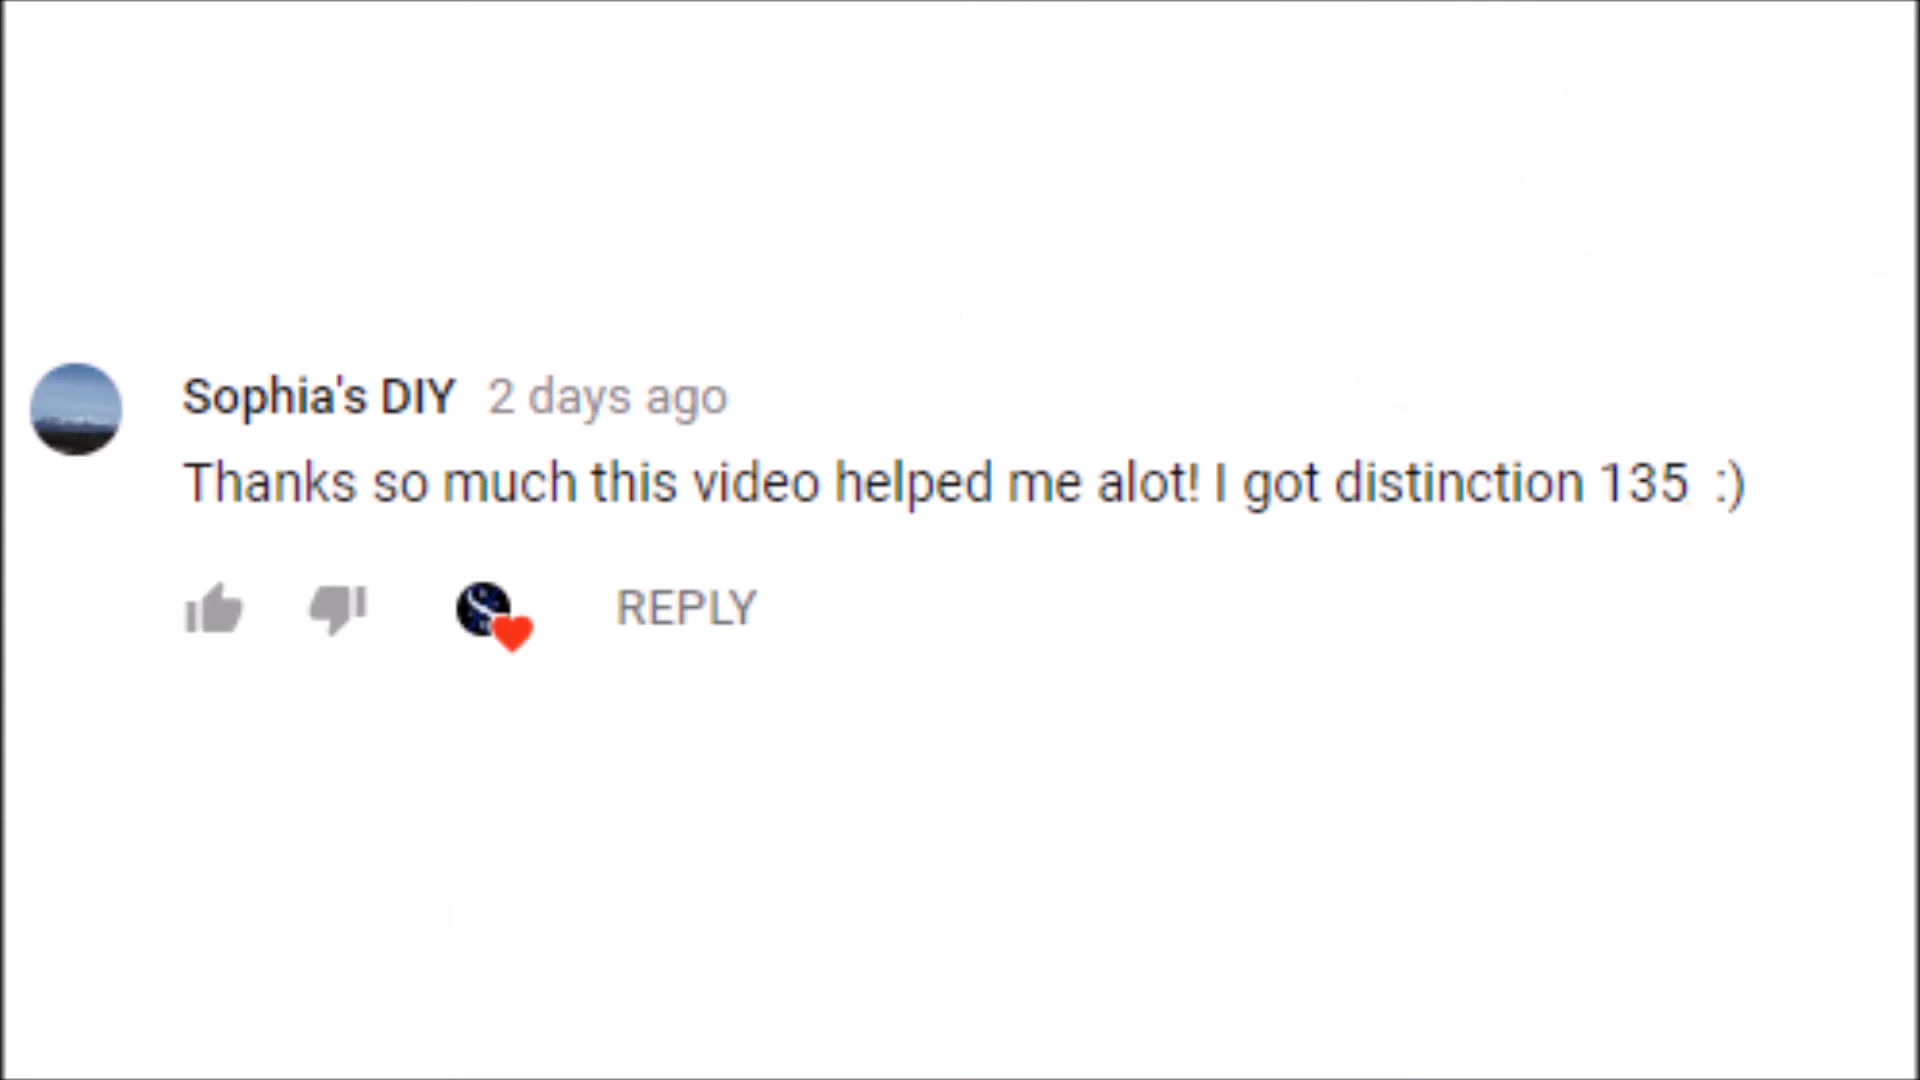 Sophia's DIY 2 days ago
Thanks so much this video helped me alot! I got distinction 135 :)
REPLY